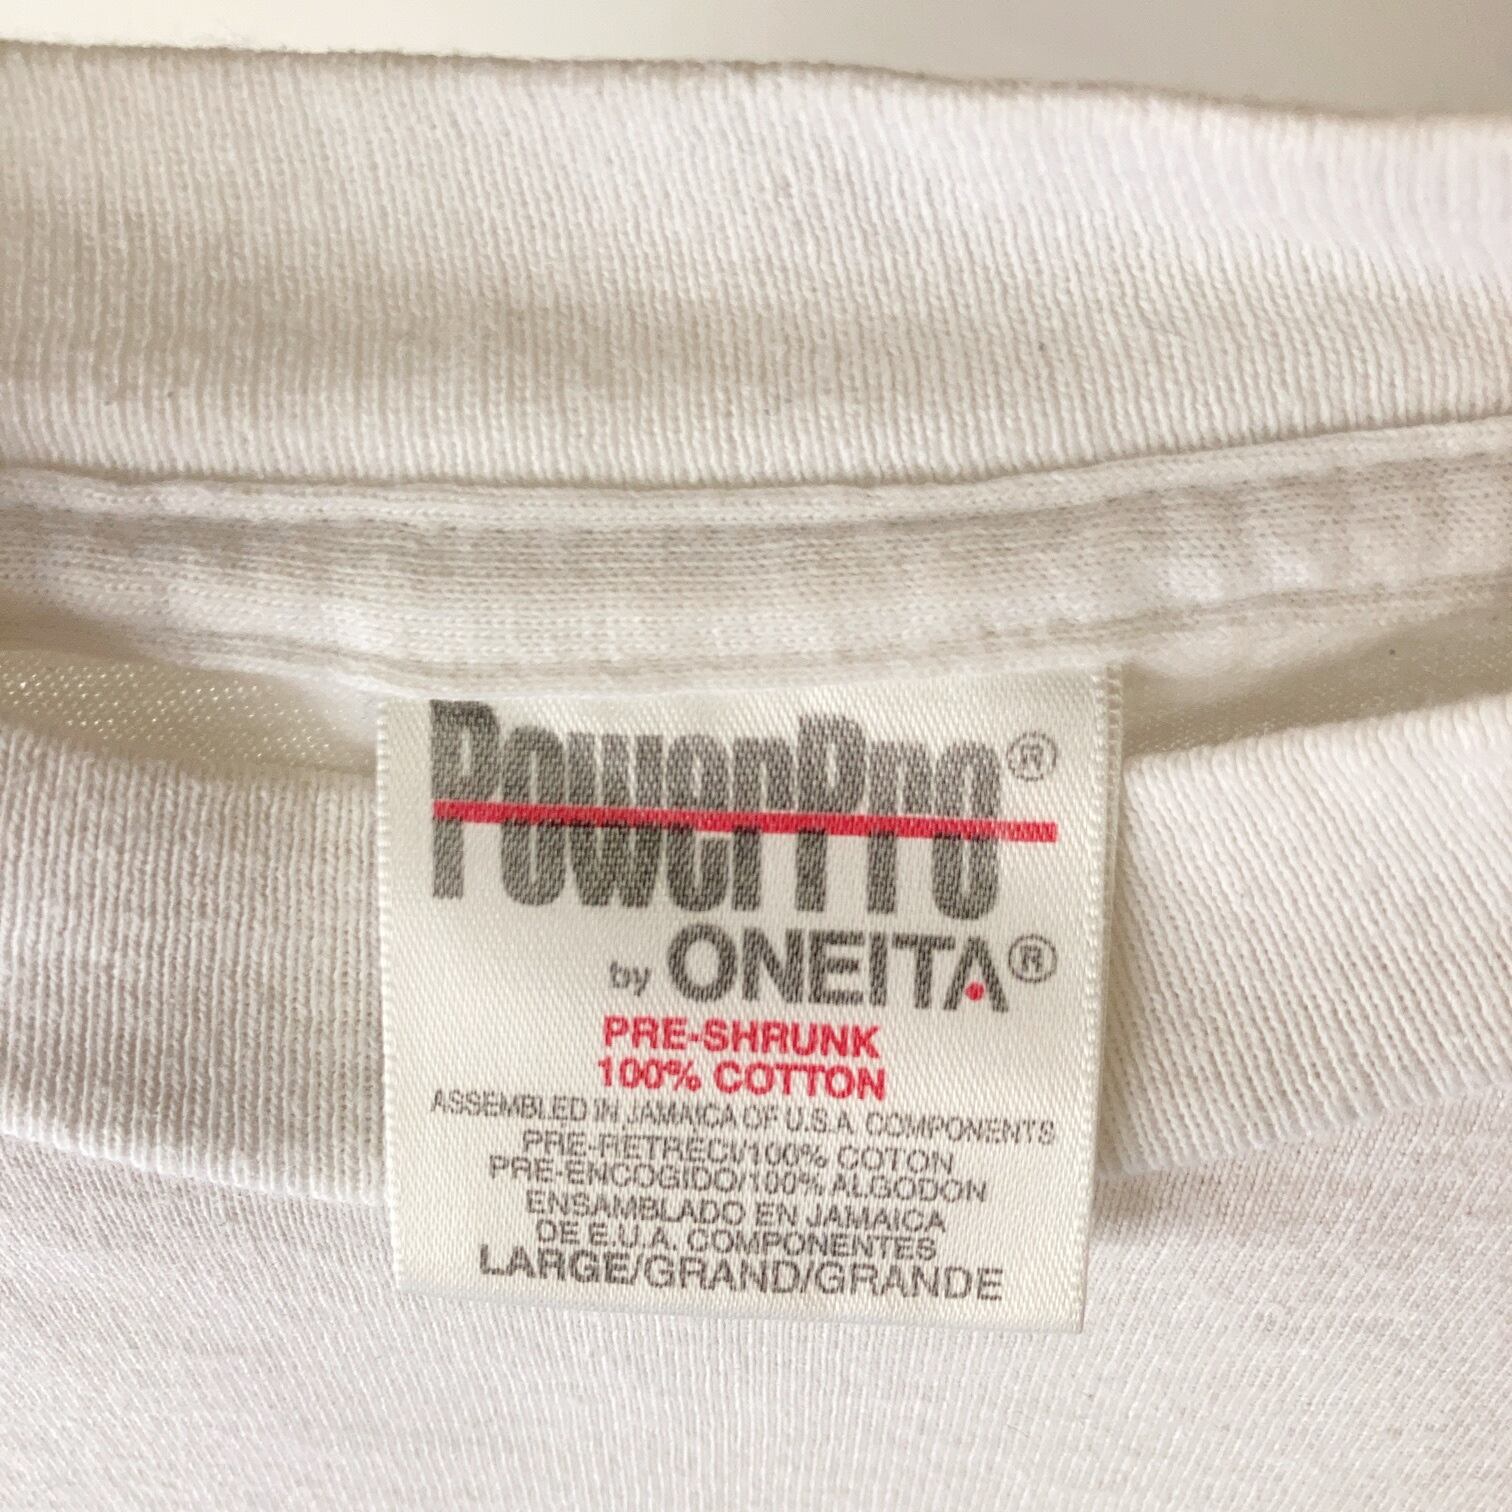 PowerPro®
by ONEITA®
PRE-SHRUNK
100% COTTON
ASSEMBLED IN JAMAICA OF U.S.A. COMPONENTS
PRE-RETRECI/100% COTON
PRE-ENCOGIDO/100% ALGODON
ENSAMBLADO EN JAMAICA
DE E.U.A. COMPONENTES
LARGE/GRAND/GRANDE